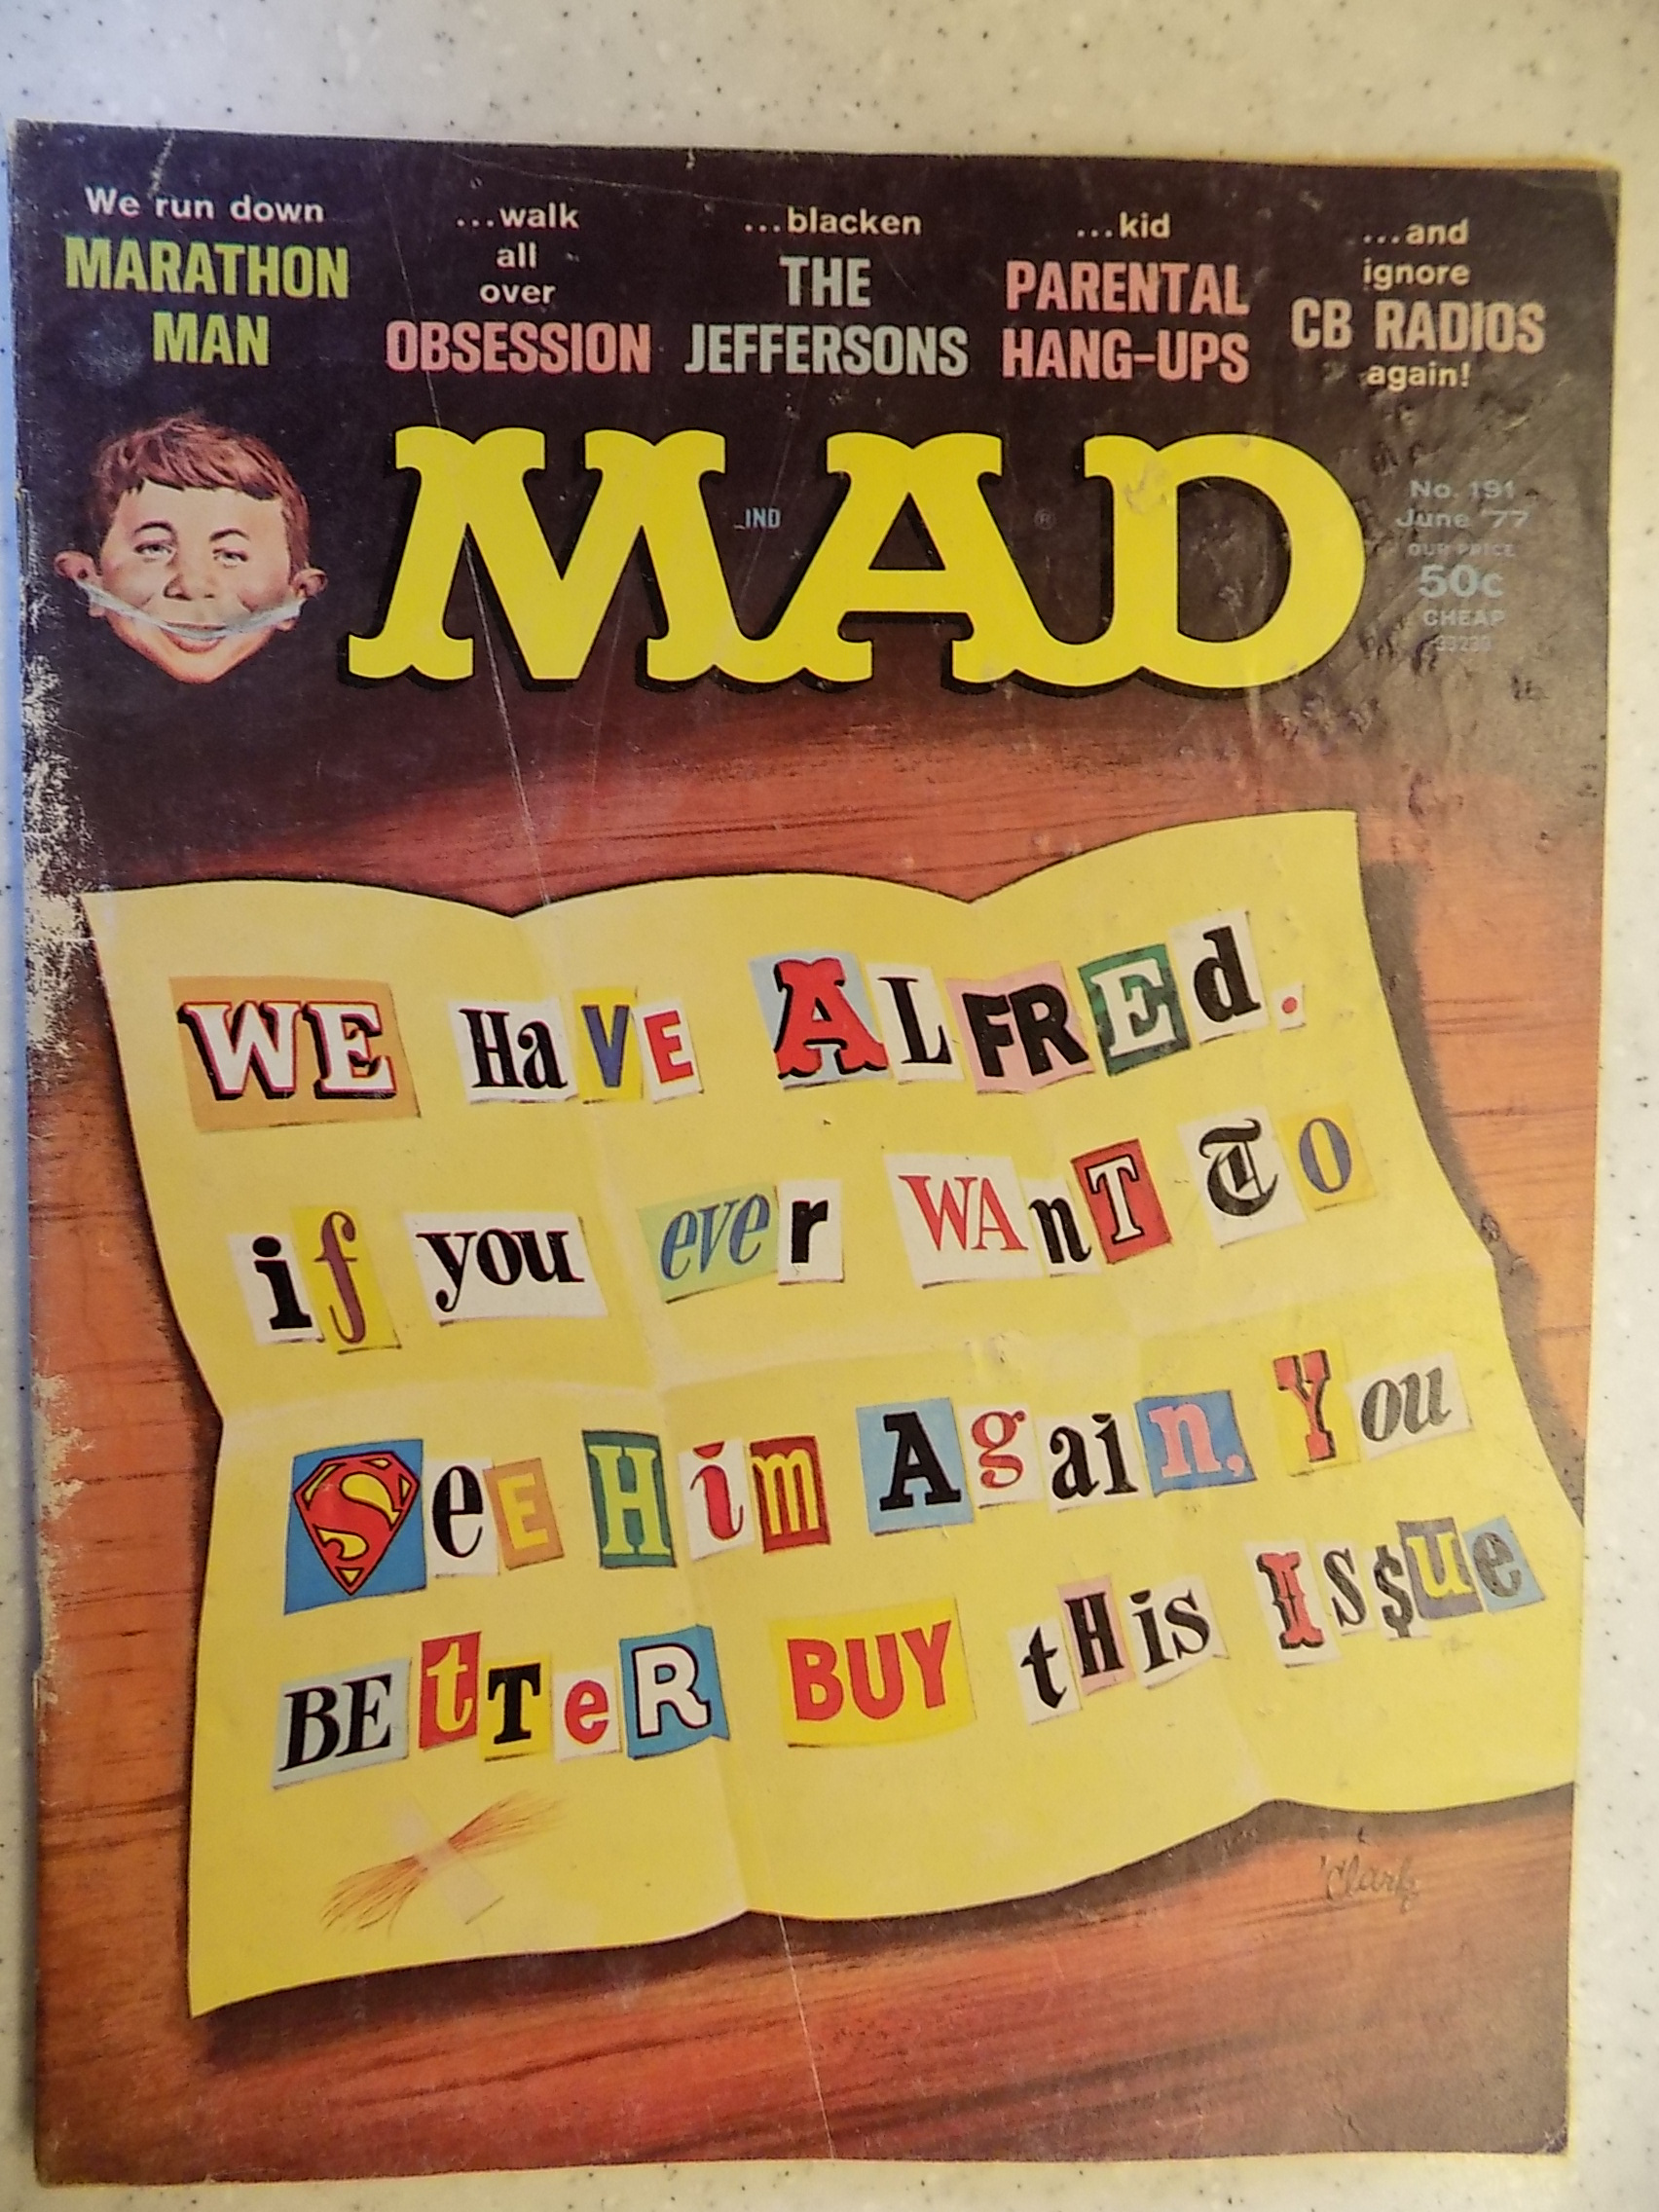 We run down
MARATHON
MAN
...walk
all
over
OBSESSION
...blacken
THE
JEFFERSONS
...kid
PARENTAL
HANG-UPS
...and
ignore
CB RADIOS
again!
MAD
IND
®
No. 191
June '77
OUR PRICE
50c
CHEAP
33230
WE HaVE ALFREd.
if you ever WAnT TO
SeE Him Again, You
BEtTeR BUY tHis IS$ue
Clark